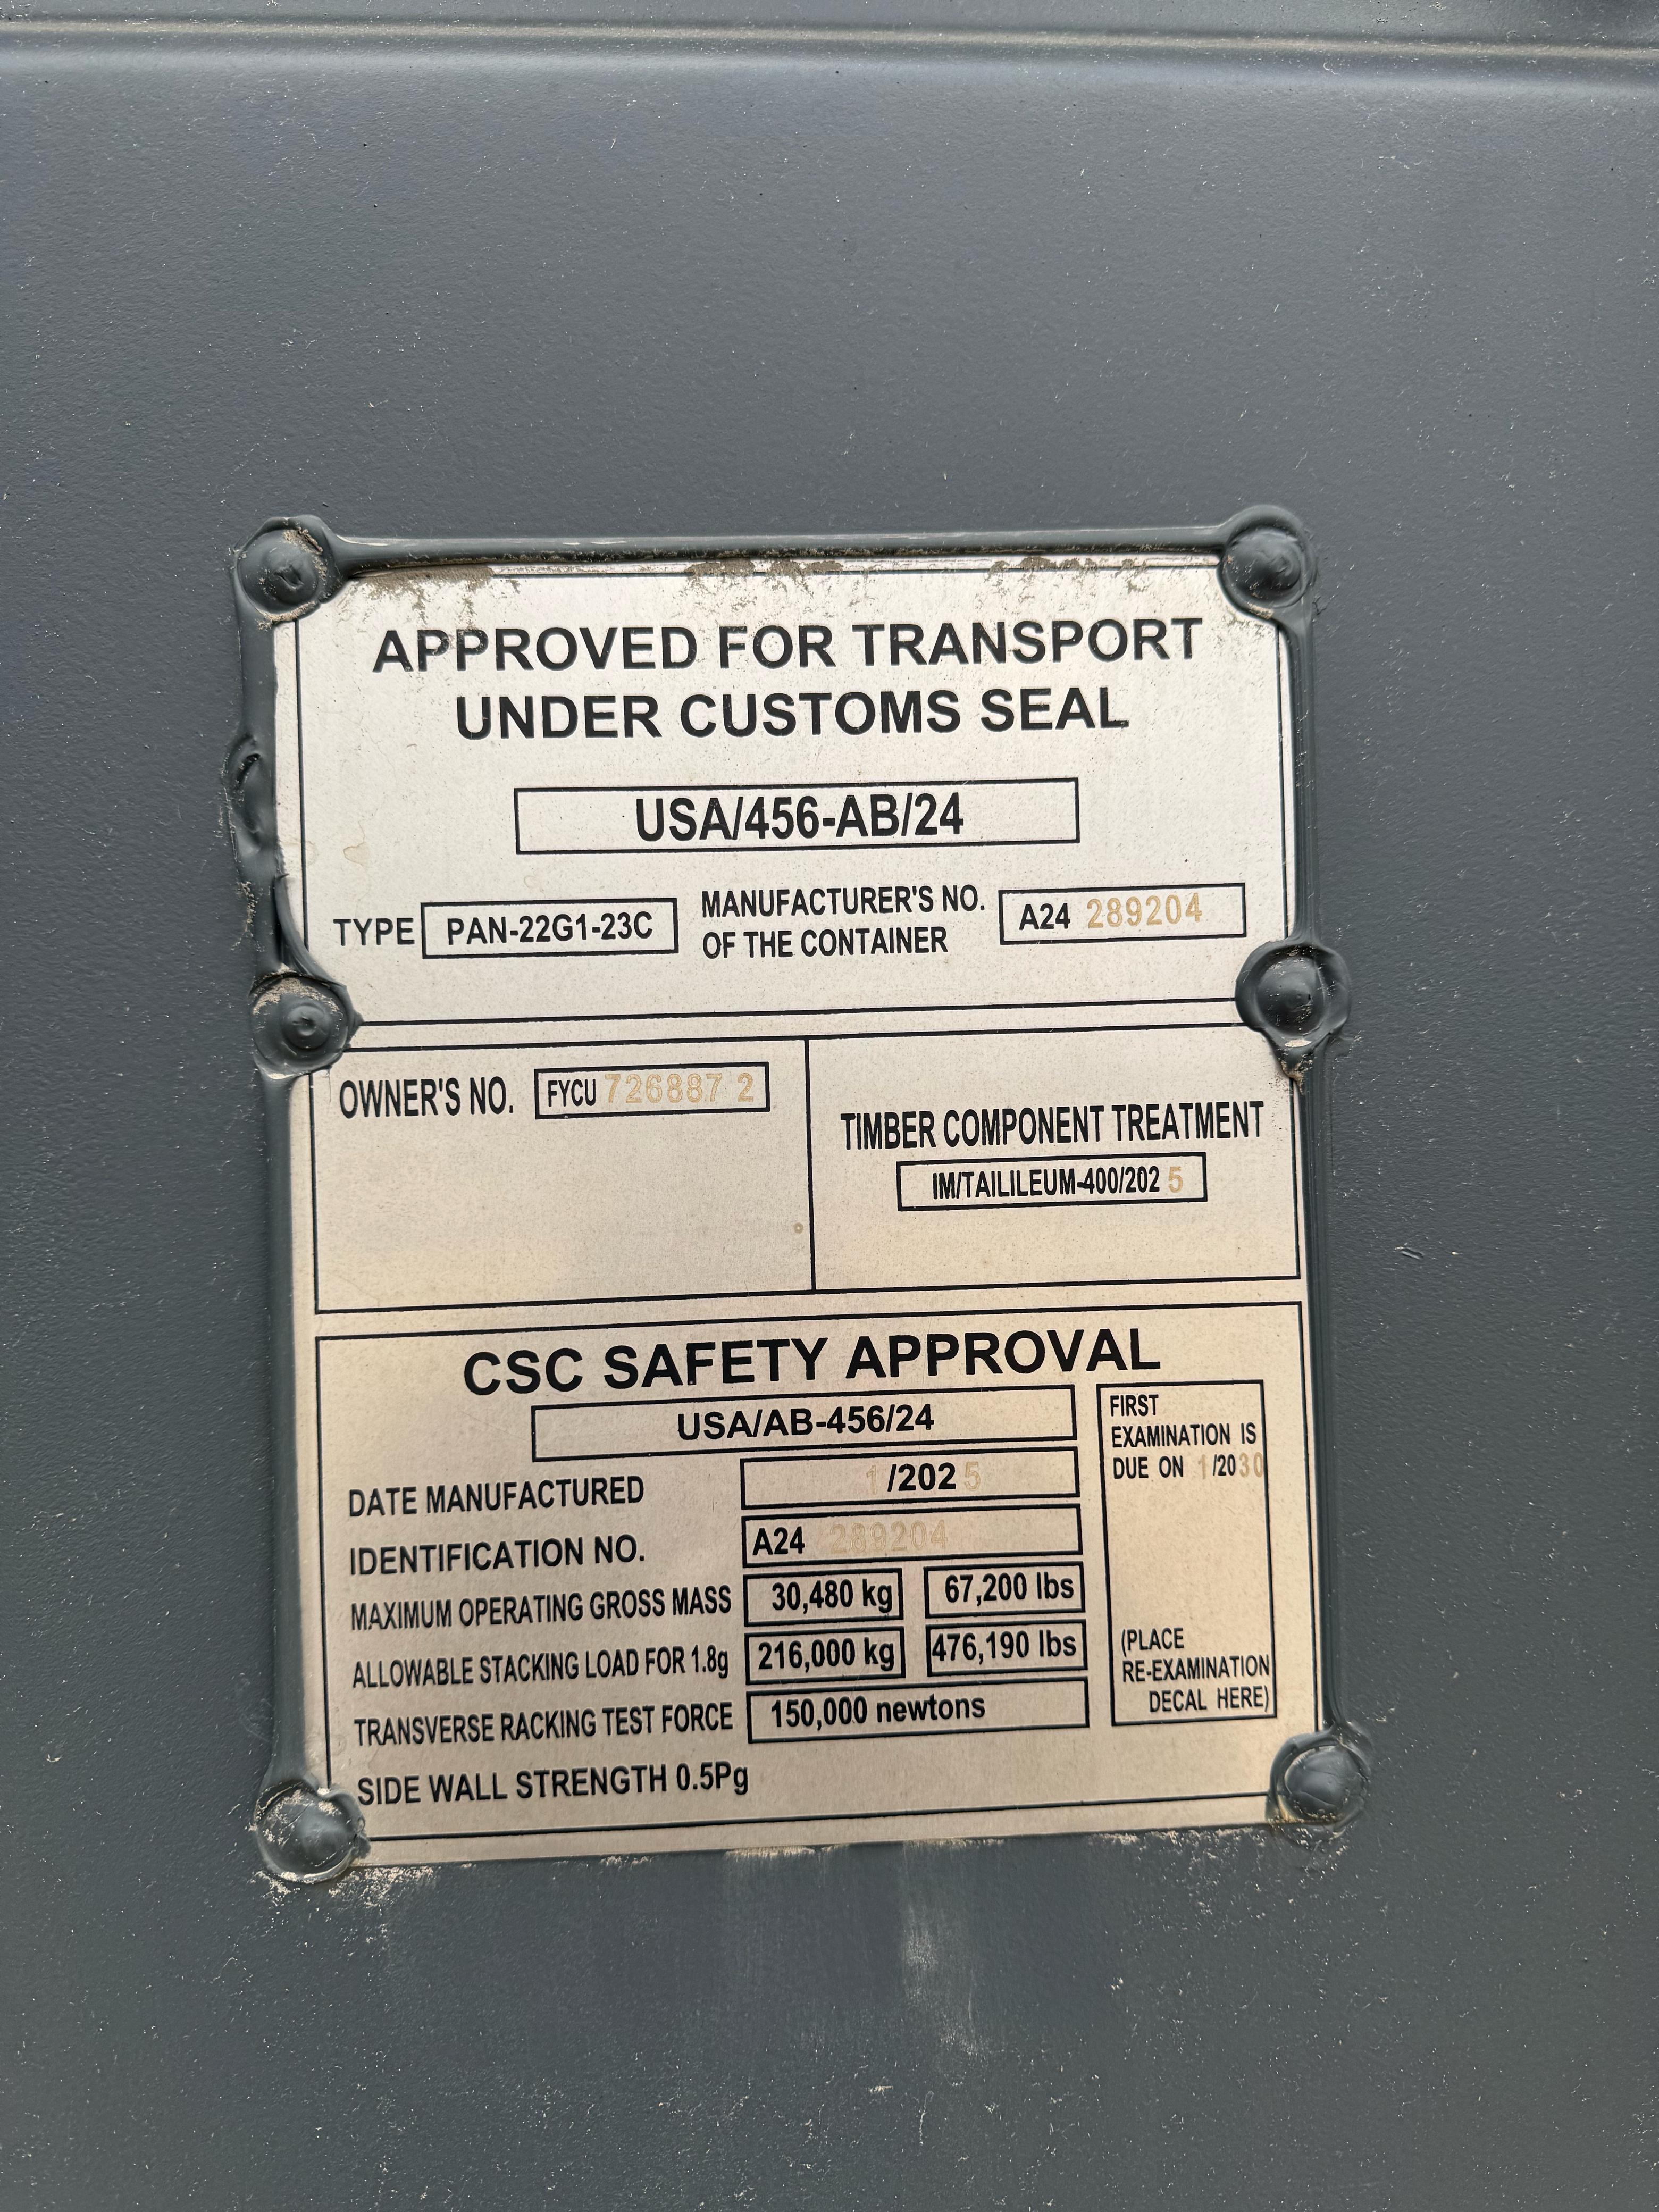 APPROVED FOR TRANSPORT
UNDER CUSTOMS SEAL
USA/456-AB/24
TYPE PAN-22G1-23C
MANUFACTURER'S NO.
OF THE CONTAINER
A24 289204
OWNER'S NO. FYCU 726887 2
TIMBER COMPONENT TREATMENT
IM/TAILILEUM-400/2025
CSC SAFETY APPROVAL
USA/AB-456/24
DATE MANUFACTURED 1/2025
IDENTIFICATION NO. A24 289204
MAXIMUM OPERATING GROSS MASS 30,480 kg 67,200 lbs
ALLOWABLE STACKING LOAD FOR 1.8g 216,000 kg 476,190 lbs
TRANSVERSE RACKING TEST FORCE 150,000 newtons
SIDE WALL STRENGTH 0.5Pg
FIRST
EXAMINATION IS
DUE ON 1/2030
(PLACE
RE-EXAMINATION
DECAL HERE)